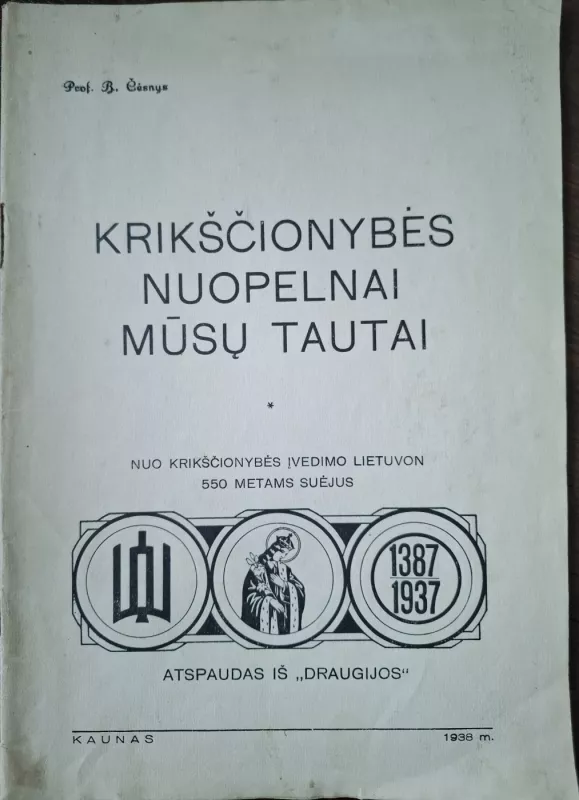 Prof. B. Čėsnys
KRIKŠČIONYBĖS
NUOPELNAI
MŪSŲ TAUTAI
*
NUO KRIKŠČIONYBĖS ĮVEDIMO LIETUVON
550 METAMS SUĖJUS
1387
1937
ATSPAUDAS IŠ „DRAUGIJOS“
KAUNAS 1938 m.